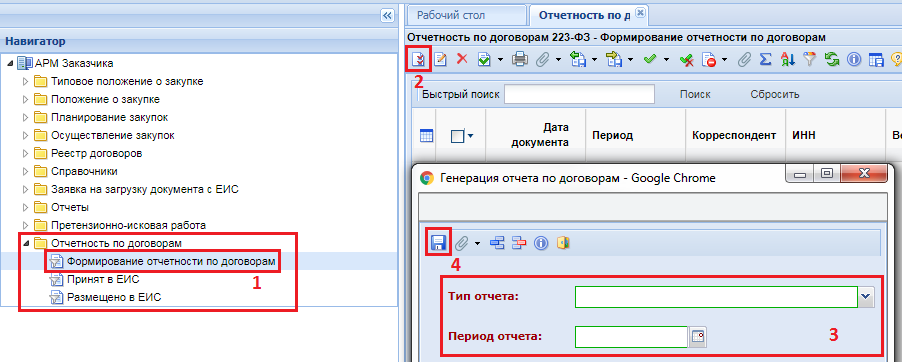 Рабочий стол
Отчетность по д
Навигатор
Отчетность по договорам 223-ФЗ - Формирование отчетности по договорам
АРМ Заказчика
Типовое положение о закупке
Положение о закупке
Планирование закупок
Осуществление закупок
Реестр договоров
Справочники
Заявка на загрузку документа с ЕИС
Отчеты
Претензионно-исковая работа
Отчетность по договорам
Формирование отчетности по договорам
Принят в ЕИС
Размещено в ЕИС
1
2
Быстрый поиск
Поиск
Сбросить
Дата документа
Период
Корреспондент
ИНН
Генерация отчета по договорам - Google Chrome
4
Тип отчета:
Период отчета:
3